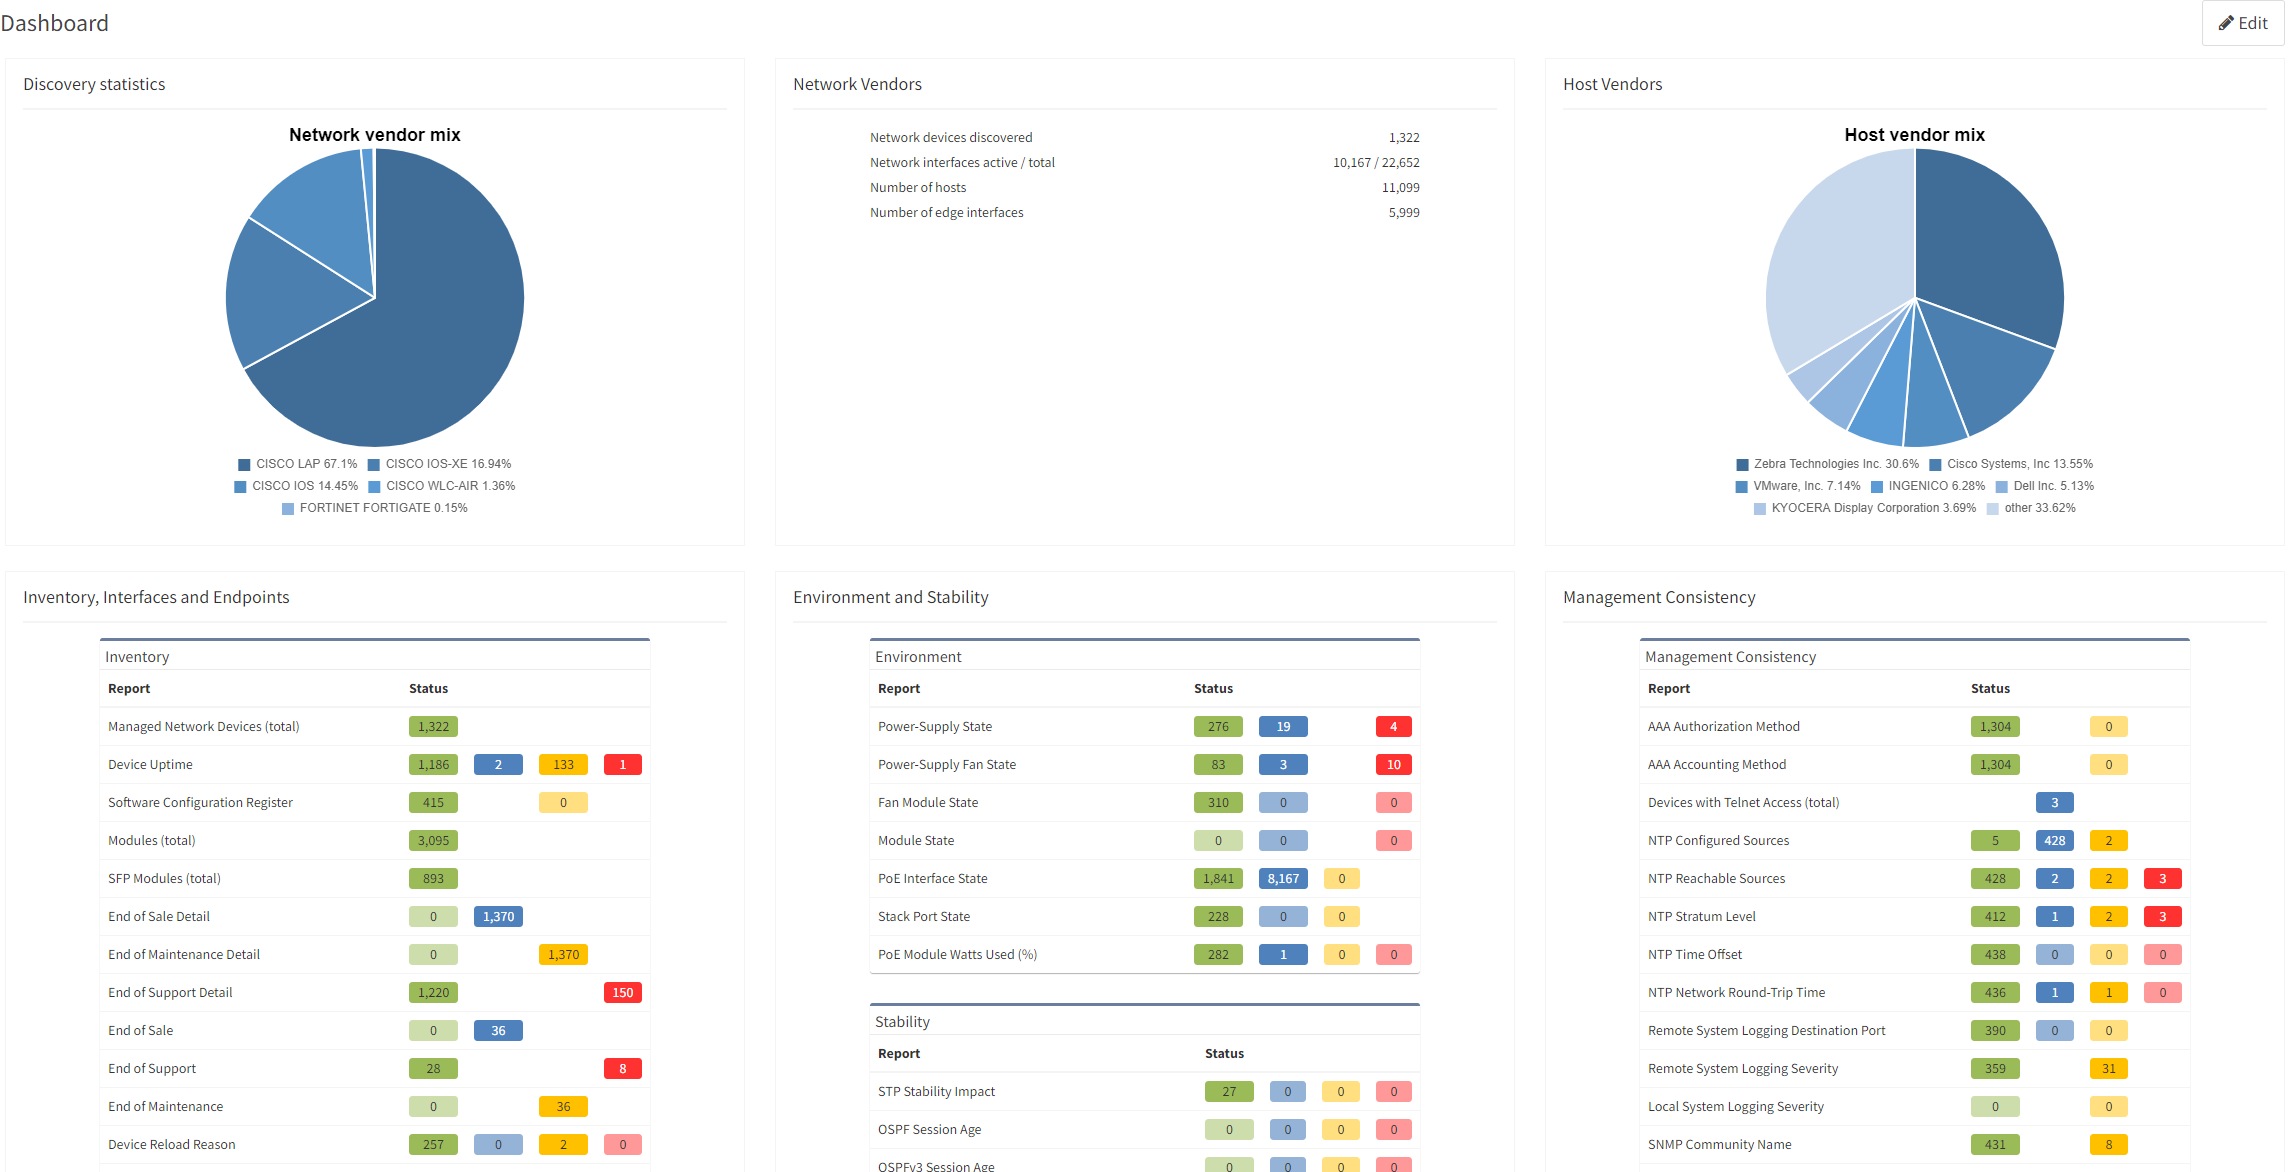 Dashboard
Edit
Discovery statistics
Network vendor mix
CISCO LAP 67.1% CISCO IOS-XE 16.94%
CISCO IOS 14.45% CISCO WLC-AIR 1.36%
FORTINET FORTIGATE 0.15%
Network Vendors
Network devices discovered 1,322
Network interfaces active / total 10,167 / 22,652
Number of hosts 11,099
Number of edge interfaces 5,999
Host Vendors
Host vendor mix
Zebra Technologies Inc. 30.6% Cisco Systems, Inc 13.55%
VMware, Inc. 7.14% INGENICO 6.28% Dell Inc. 5.13%
KYOCERA Display Corporation 3.69% other 33.62%
Inventory, Interfaces and Endpoints
Inventory
Report Status
Managed Network Devices (total) 1,322
Device Uptime 1,186 2 133 1
Software Configuration Register 415 0
Modules (total) 3,095
SFP Modules (total) 893
End of Sale Detail 0 1,370
End of Maintenance Detail 0 1,370
End of Support Detail 1,220 150
End of Sale 0 36
End of Support 28 8
End of Maintenance 0 36
Device Reload Reason 257 0 2 0
Environment and Stability
Environment
Report Status
Power-Supply State 276 19 4
Power-Supply Fan State 83 3 10
Fan Module State 310 0 0
Module State 0 0 0
PoE Interface State 1,841 8,167 0
Stack Port State 228 0 0
PoE Module Watts Used (%) 282 1 0 0
Stability
Report Status
STP Stability Impact 27 0 0 0
OSPF Session Age 0 0 0 0
OSPFv3 Session Age 0 0 0 0
Management Consistency
Management Consistency
Report Status
AAA Authorization Method 1,304 0
AAA Accounting Method 1,304 0
Devices with Telnet Access (total) 3
NTP Configured Sources 5 428 2
NTP Reachable Sources 428 2 2 3
NTP Stratum Level 412 1 2 3
NTP Time Offset 438 0 0 0
NTP Network Round-Trip Time 436 1 1 0
Remote System Logging Destination Port 390 0 0
Remote System Logging Severity 359 31
Local System Logging Severity 0 0
SNMP Community Name 431 8